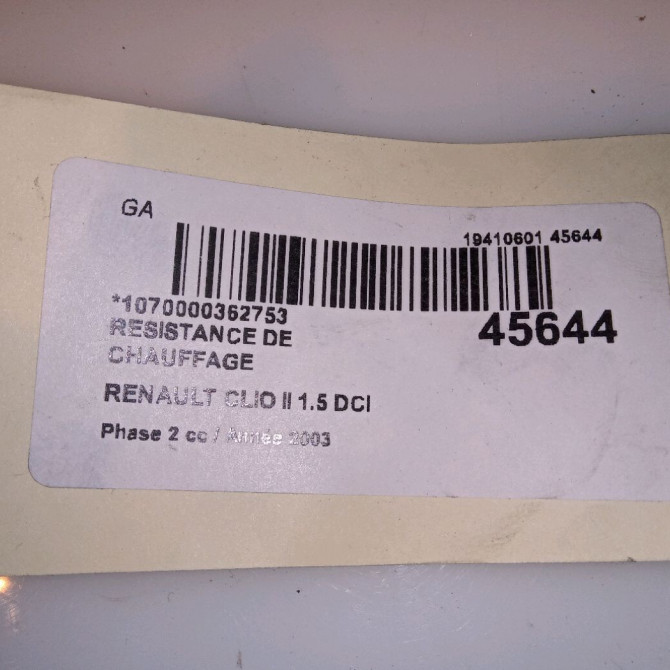 GA
19410601 45644
*1070000362753
45644
RESISTANCE DE
CHAUFFAGE
RENAULT CLIO II 1.5 DCI
Phase 2 cc / Année 2003